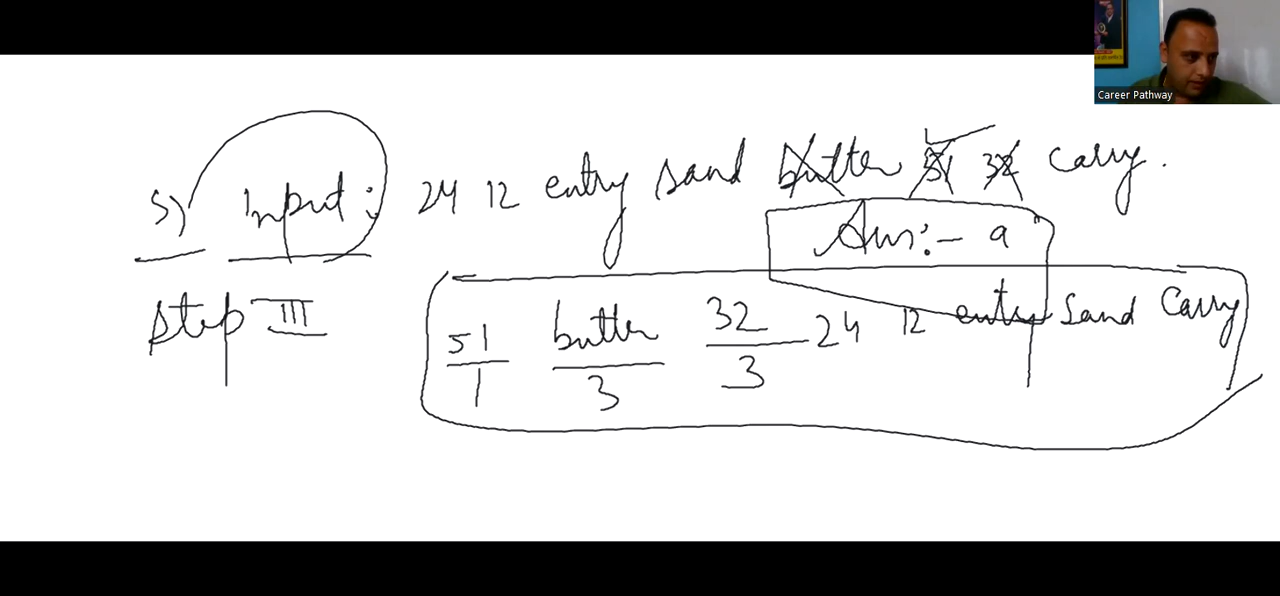 Career Pathway
5) Input: 24 12 entry sand butter 51 32 carry.
Ans:- a
Step III 51 butter 32 24 12 entry sand carry
1 3 3